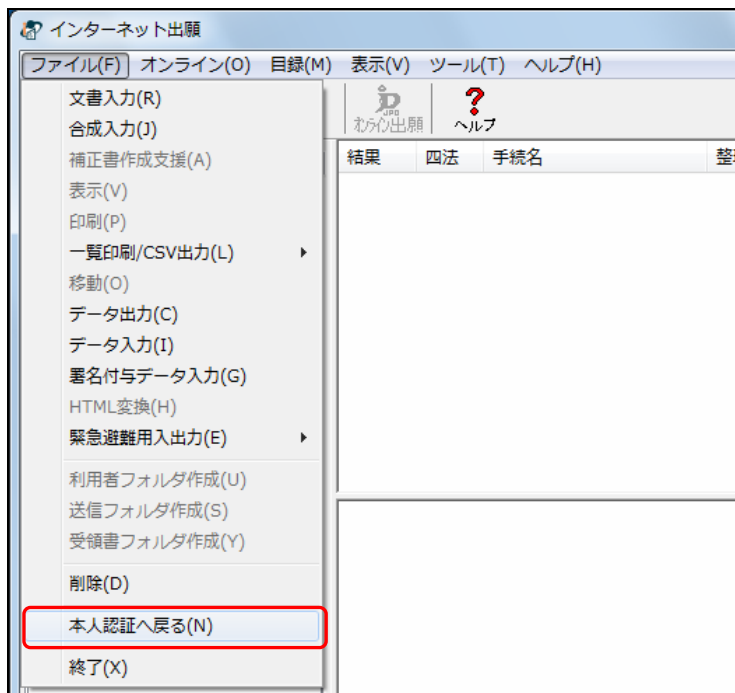 インターネット出願
ファイル(F) オンライン(O) 目録(M) 表示(V) ツール(T) ヘルプ(H)
文書入力(R)
合成入力(J)
補正書作成支援(A)
表示(V)
印刷(P)
一覧印刷/CSV出力(L)
移動(O)
データ出力(C)
データ入力(I)
署名付与データ入力(G)
HTML変換(H)
緊急避難用入出力(E)
利用者フォルダ作成(U)
送信フォルダ作成(S)
受領書フォルダ作成(Y)
削除(D)
本人認証へ戻る(N)
終了(X)
JPO
オンライン出願 ヘルプ
結果 四法 手続名 整